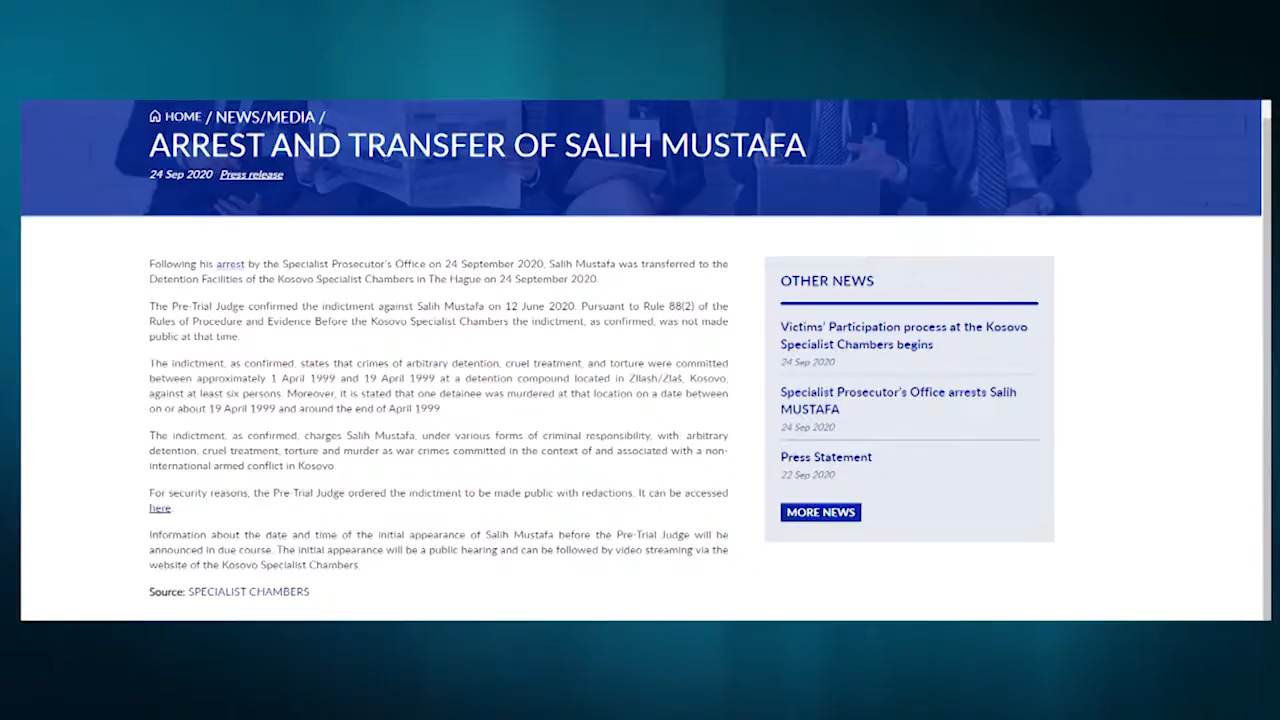 HOME / NEWS/MEDIA /
ARREST AND TRANSFER OF SALIH MUSTAFA
24 Sep 2020 Press release
Following his arrest by the Specialist Prosecutor's Office on 24 September 2020, Salih Mustafa was transferred to the
Detention Facilities of the Kosovo Specialist Chambers in The Hague on 24 September 2020.
The Pre-Trial Judge confirmed the indictment against Salih Mustafa on 12 June 2020. Pursuant to Rule 88(2) of the
Rules of Procedure and Evidence Before the Kosovo Specialist Chambers the indictment, as confirmed, was not made
public at that time.
The indictment, as confirmed, states that crimes of arbitrary detention, cruel treatment, and torture were committed
between approximately 1 April 1999 and 19 April 1999 at a detention compound located in Zllash/Zlaš, Kosovo,
against at least six persons. Moreover, it is stated that one detainee was murdered at that location on a date between
on or about 19 April 1999 and around the end of April 1999
The indictment, as confirmed, charges Salih Mustafa, under various forms of criminal responsibility, with: arbitrary
detention, cruel treatment, torture and murder as war crimes committed in the context of and associated with a non-
international armed conflict in Kosovo.
For security reasons, the Pre-Trial Judge ordered the indictment to be made public with redactions. It can be accessed
here.
Information about the date and time of the initial appearance of Salih Mustafa before the Pre-Trial Judge will be
announced in due course. The initial appearance will be a public hearing and can be followed by video streaming via the
website of the Kosovo Specialist Chambers.
Source: SPECIALIST CHAMBERS
OTHER NEWS
Victims' Participation process at the Kosovo
Specialist Chambers begins
24 Sep 2020
Specialist Prosecutor's Office arrests Salih
MUSTAFA
24 Sep 2020
Press Statement
22 Sep 2020
MORE NEWS